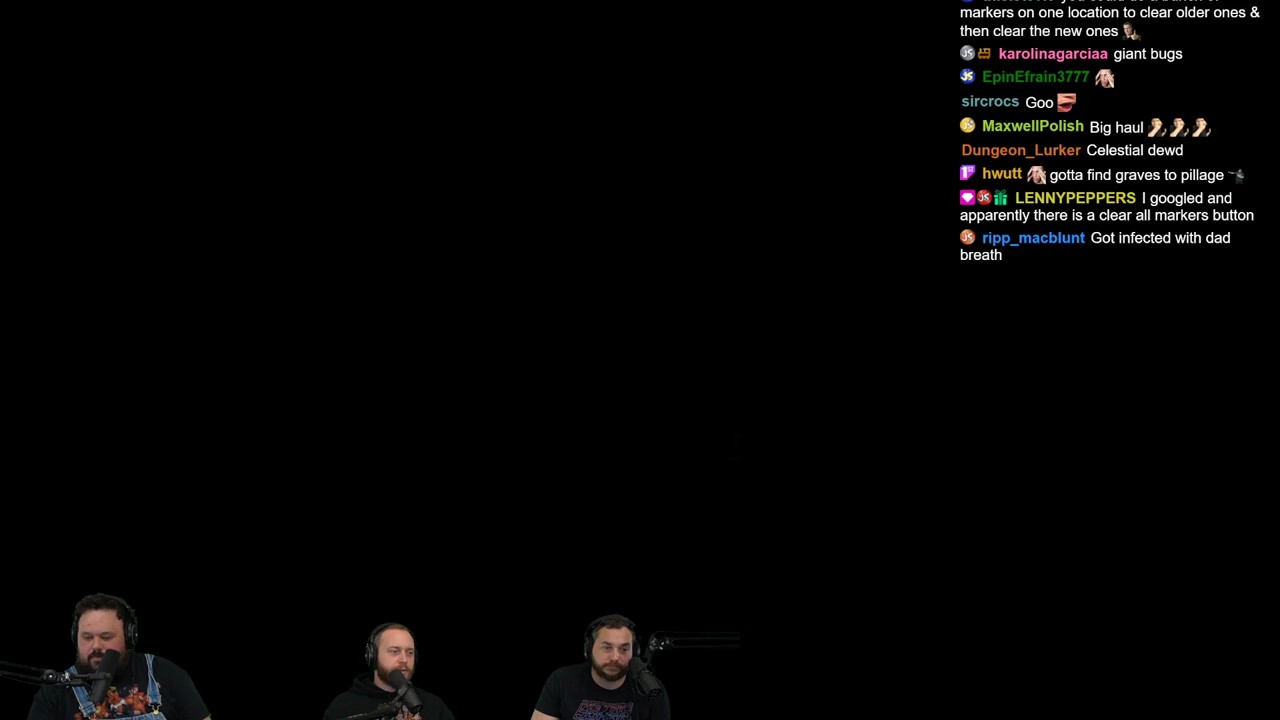 markers on one location to clear older ones &
then clear the new ones
karolinagarciaa giant bugs
EpinEfrain3777
sircrocs Goo
MaxwellPolish Big haul
Dungeon_Lurker Celestial dewd
hwutt gotta find graves to pillage
LENNYPEPPERS I googled and
apparently there is a clear all markers button
ripp_macblunt Got infected with dad
breath